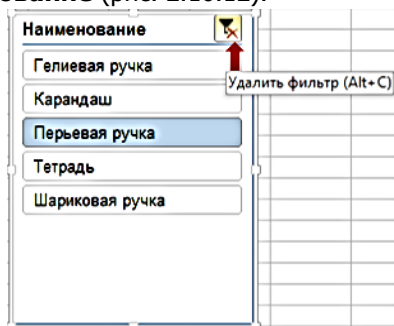 Наименование
Гелиевая ручка
Удалить фильтр (Alt+C)
Карандаш
Перьевая ручка
Тетрадь
Шариковая ручка